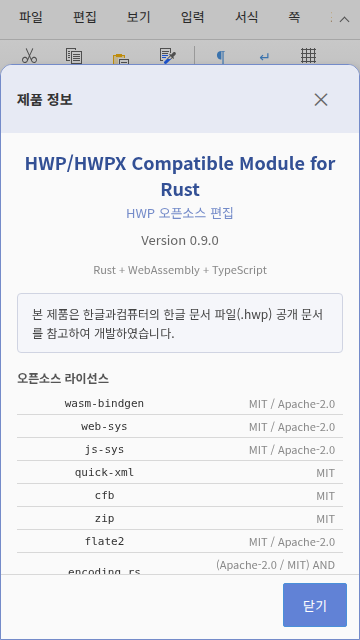 파일 편집 보기 입력 서식 쪽
제품 정보
HWP/HWPX Compatible Module for
Rust
HWP 오픈소스 편집
Version 0.9.0
Rust + WebAssembly + TypeScript
본 제품은 한글과컴퓨터의 한글 문서 파일(.hwp) 공개 문서
를 참고하여 개발하였습니다.
오픈소스 라이선스
wasm-bindgen MIT / Apache-2.0
web-sys MIT / Apache-2.0
js-sys MIT / Apache-2.0
quick-xml MIT
cfb MIT
zip MIT
flate2 MIT / Apache-2.0
encoding_rs (Apache-2.0 / MIT) AND
닫기